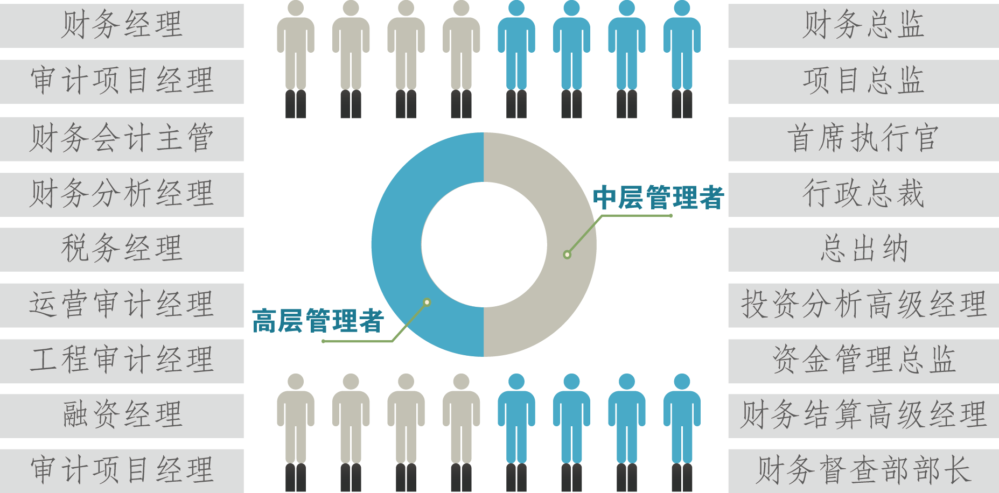 财务经理
审计项目经理
财务会计主管
财务分析经理
税务经理
运营审计经理
工程审计经理
融资经理
审计项目经理
中层管理者
高层管理者
财务总监
项目总监
首席执行官
行政总裁
总出纳
投资分析高级经理
资金管理总监
财务结算高级经理
财务督查部部长